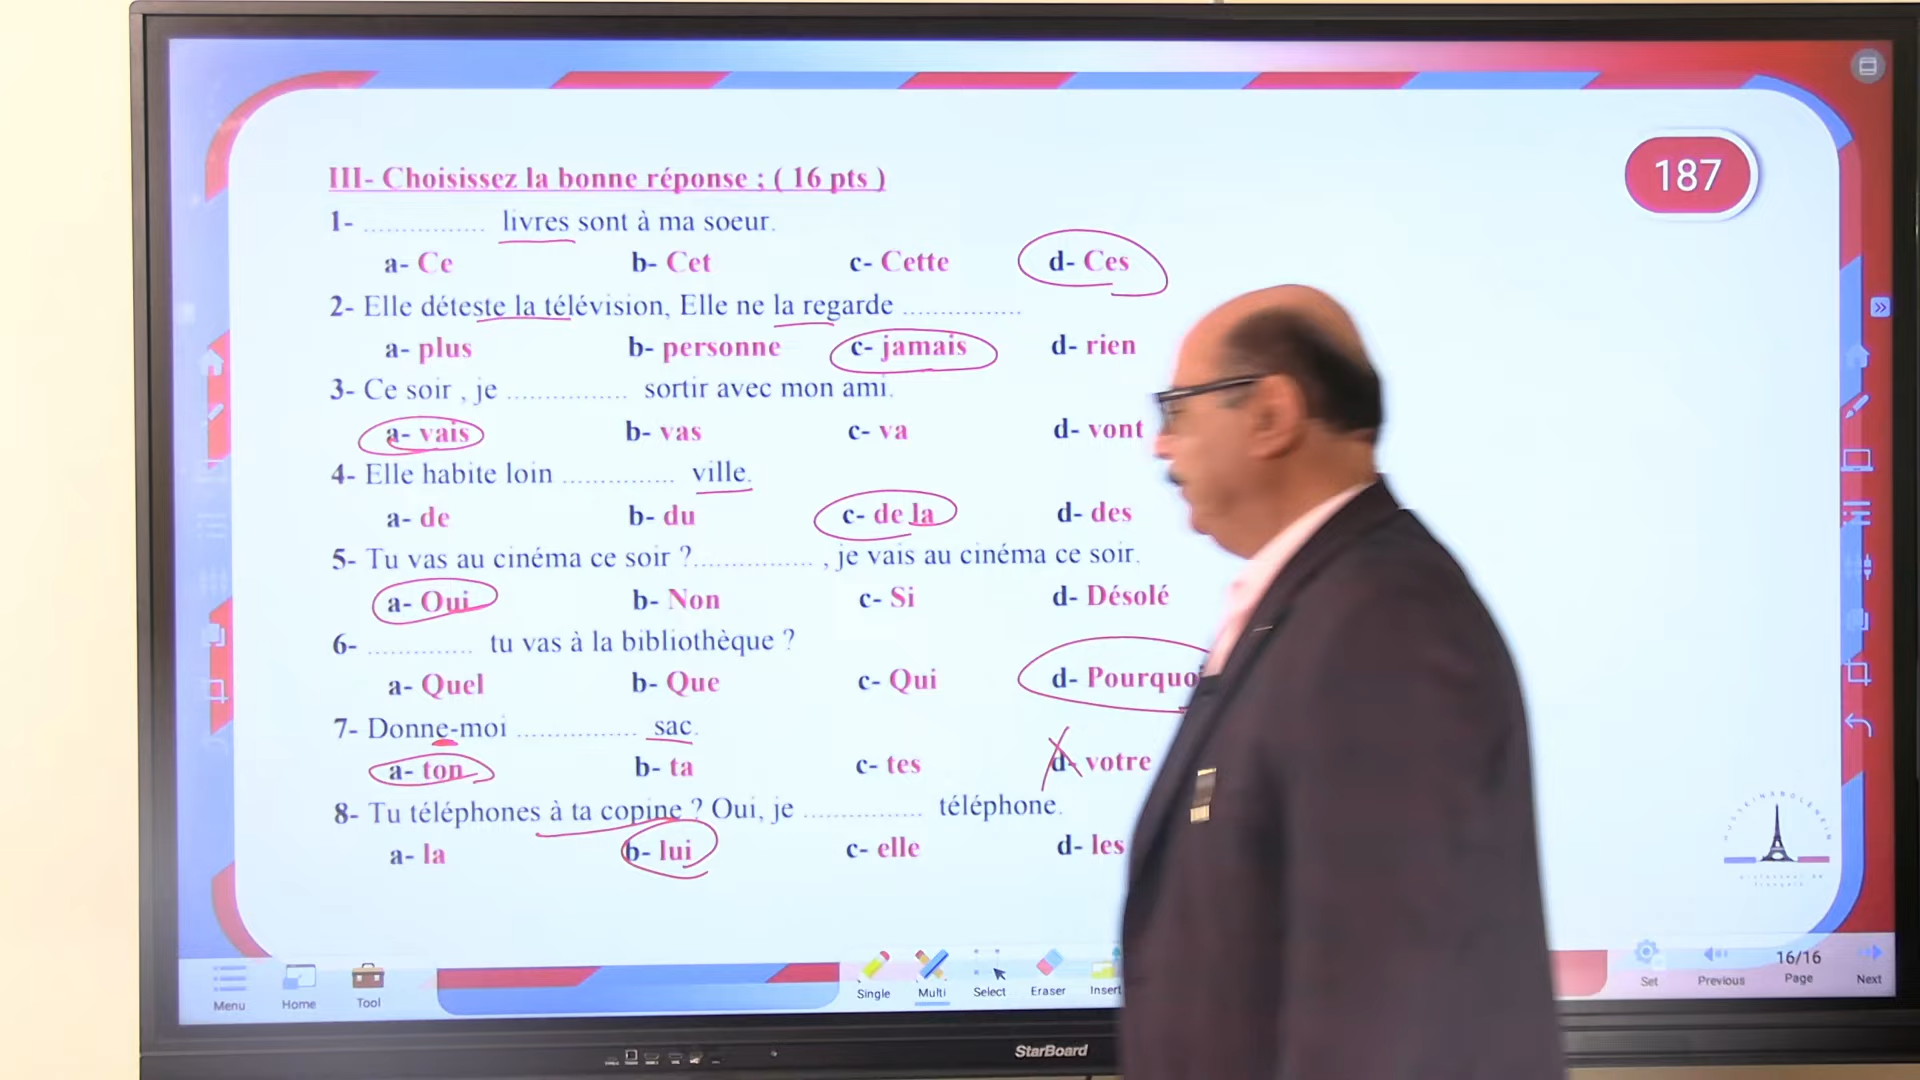 187
III- Choisissez la bonne réponse ; ( 16 pts )
1- ................ livres sont à ma soeur.
a- Ce b- Cet c- Cette d- Ces
2- Elle déteste la télévision, Elle ne la regarde ................
a- plus b- personne c- jamais d- rien
3- Ce soir , je ................ sortir avec mon ami.
a- vais b- vas c- va d- vont
4- Elle habite loin ............... ville.
a- de b- du c- de la d- des
5- Tu vas au cinéma ce soir ?................ , je vais au cinéma ce soir.
a- Oui b- Non c- Si d- Désolé
6- .............. tu vas à la bibliothèque ?
a- Quel b- Que c- Qui d- Pourquo
7- Donne-moi ................ sac.
a- ton b- ta c- tes d- votre
8- Tu téléphones à ta copine ? Oui, je ................ téléphone.
a- la b- lui c- elle d- les
Menu Home Tool Single Multi Select Eraser Insert Set Previous 16/16 Page Next
StarBoard